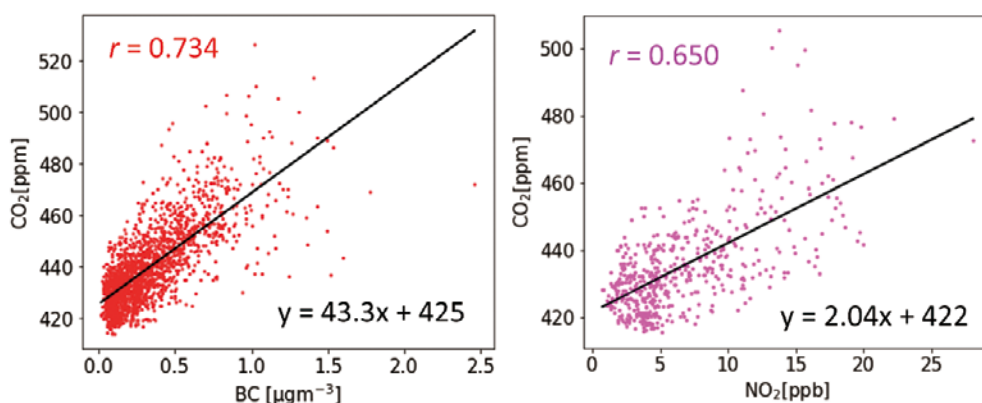 r = 0.734
CO₂[ppm]
520
500
480
460
440
420
y = 43.3x + 425
0.0 0.5 1.0 1.5 2.0 2.5
BC [μgm⁻³]
r = 0.650
CO₂[ppm]
500
480
460
440
420
y = 2.04x + 422
0 5 10 15 20 25
NO₂[ppb]